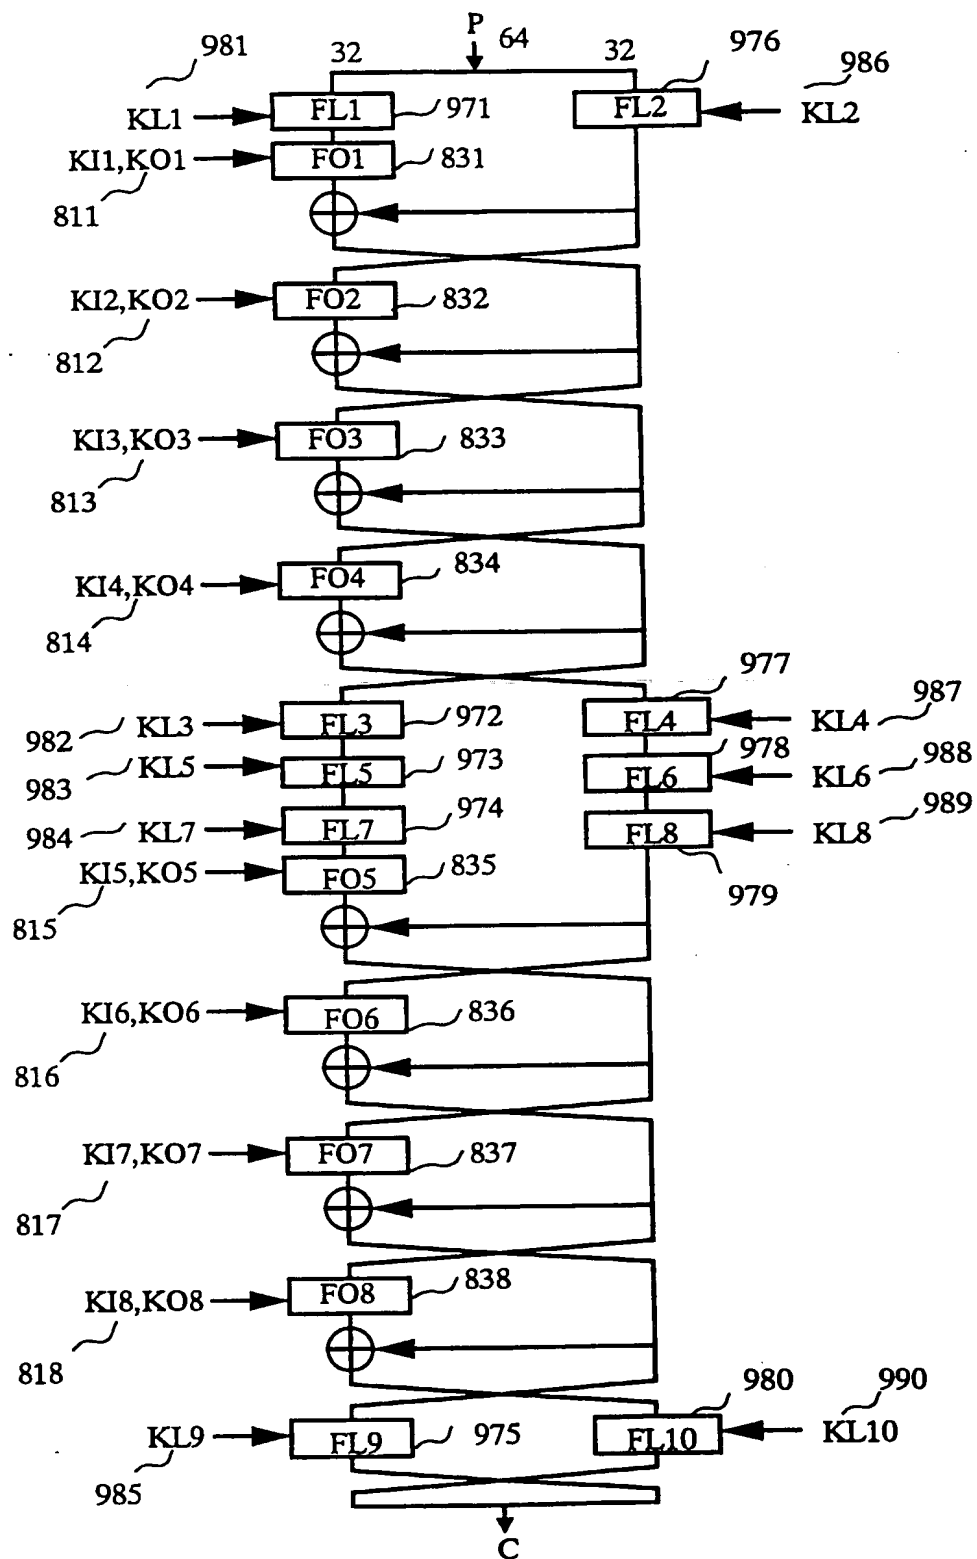 P
981
32
64
32
976
986
KL1
FL1
971
FL2
KL2
KI1,KO1
FO1
831
811
KI2,KO2
FO2
832
812
KI3,KO3
FO3
833
813
KI4,KO4
FO4
834
814
977
987
982
KL3
FL3
972
FL4
KL4
978
983
KL5
FL5
973
FL6
KL6
988
984
KL7
FL7
974
FL8
KL8
989
KI5,KO5
FO5
835
979
815
KI6,KO6
FO6
836
816
KI7,KO7
FO7
837
817
KI8,KO8
FO8
838
818
980
990
KL9
FL9
975
FL10
KL10
985
C